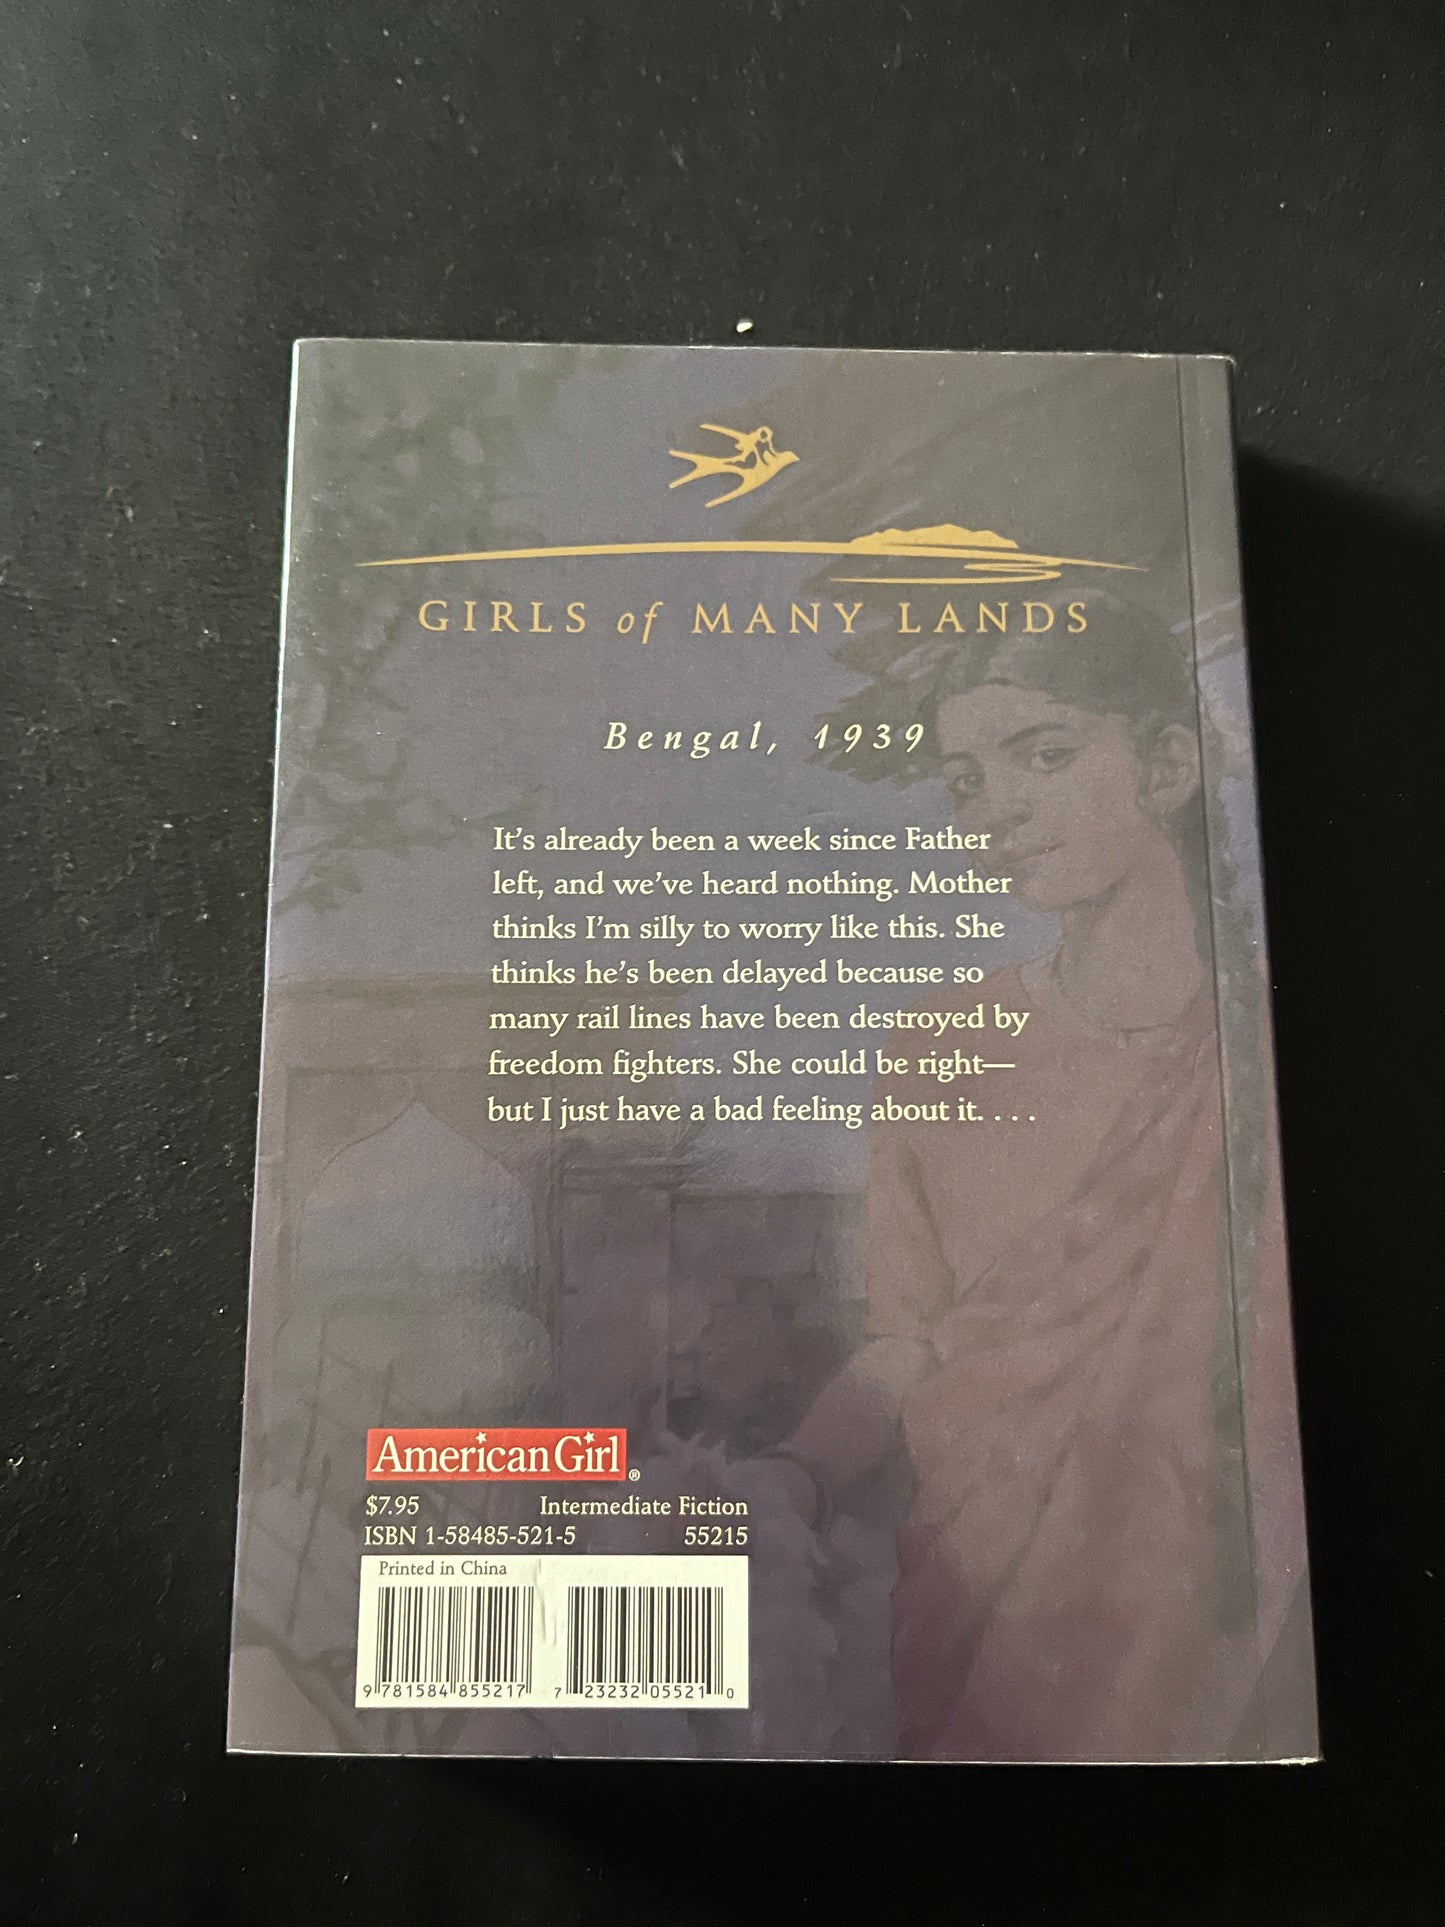 GIRLS of MANY LANDS
Bengal, 1939
It's already been a week since Father
left, and we've heard nothing. Mother
thinks I'm silly to worry like this. She
thinks he's been delayed because so
many rail lines have been destroyed by
freedom fighters. She could be right—
but I just have a bad feeling about it. . . .
American Girl®
$7.95 Intermediate Fiction
ISBN 1-58485-521-5 55215
Printed in China
9 781584 855217 7 23232 05521 0